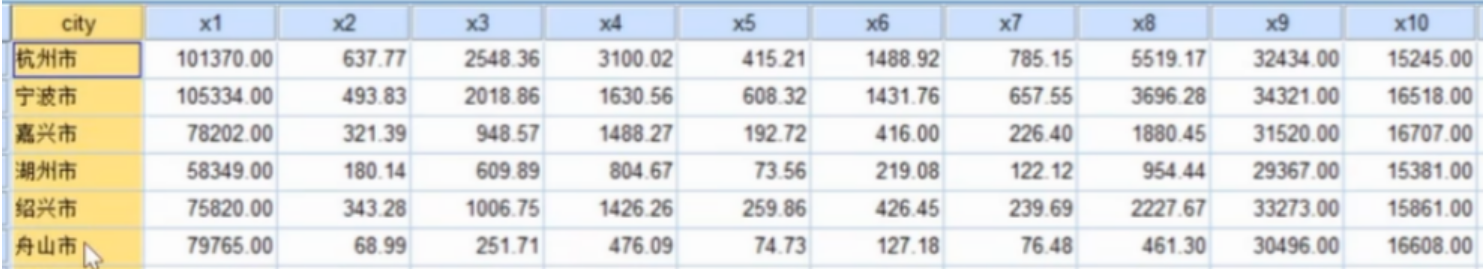 city x1 x2 x3 x4 x5 x6 x7 x8 x9 x10
杭州市 101370.00 637.77 2548.36 3100.02 415.21 1488.92 785.15 5519.17 32434.00 15245.00
宁波市 105334.00 493.83 2018.86 1630.56 608.32 1431.76 657.55 3696.28 34321.00 16518.00
嘉兴市 78202.00 321.39 948.57 1488.27 192.72 416.00 226.40 1880.45 31520.00 16707.00
湖州市 58349.00 180.14 609.89 804.67 73.56 219.08 122.12 954.44 29367.00 15381.00
绍兴市 75820.00 343.28 1006.75 1426.26 259.86 426.45 239.69 2227.67 33273.00 15861.00
舟山市 79765.00 68.99 251.71 476.09 74.73 127.18 76.48 461.30 30496.00 16608.00